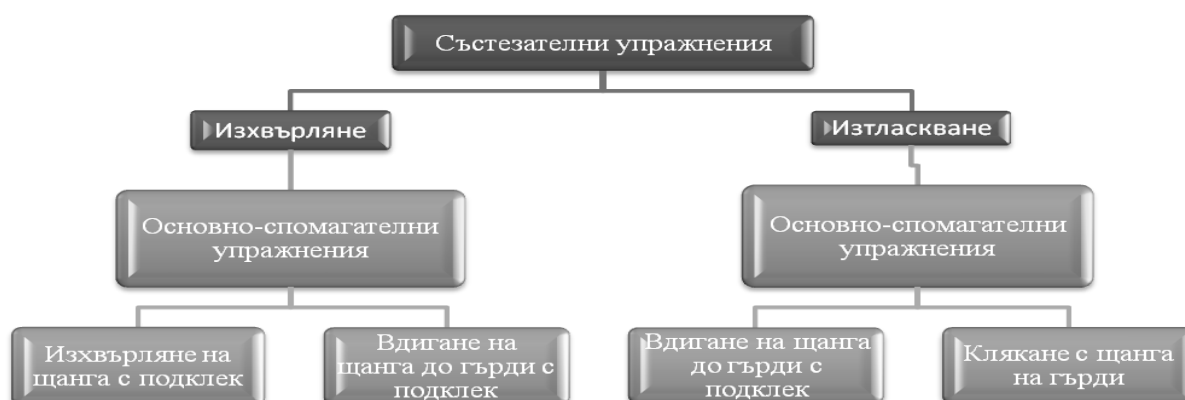 Състезателни упражнения
Изхвърляне
Изтласкване
Основно-спомагателни
упражнения
Основно-спомагателни
упражнения
Изхвърляне на
щанга с подклек
Вдигане на
щанга до гърди с
подклек
Вдигане на щанга
до гърди с
подклек
Клякане с щанга
на гърди